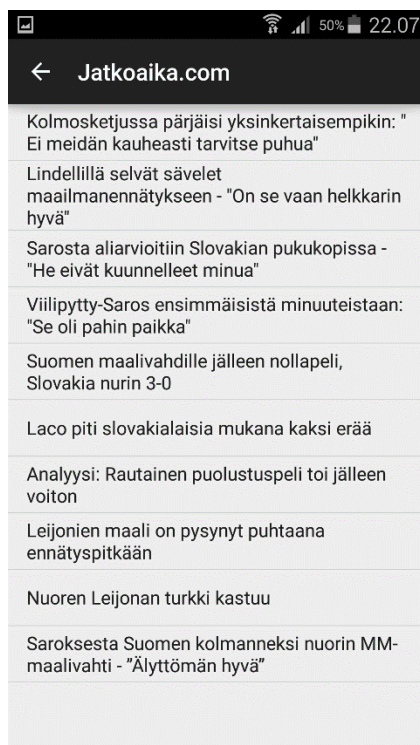 50% 22.07
Jatkoaika.com
Kolmosketjussa pärjäisi yksinkertaisempikin: "
Ei meidän kauheasti tarvitse puhua"
Lindellillä selvät sävelet
maailmanennätykseen - "On se vaan helkkarin
hyvä"
Sarosta aliarvioitiin Slovakian pukukopissa -
"He eivät kuunnelleet minua"
Viilipytty-Saros ensimmäisistä minuuteistaan:
"Se oli pahin paikka"
Suomen maalivahdille jälleen nollapeli,
Slovakia nurin 3-0
Laco piti slovakialaisia mukana kaksi erää
Analyysi: Rautainen puolustuspeli toi jälleen
voiton
Leijonien maali on pysynyt puhtaana
ennätyspitkään
Nuoren Leijonan turkki kastuu
Saroksesta Suomen kolmanneksi nuorin MM-
maalivahti - "Älyttömän hyvä"